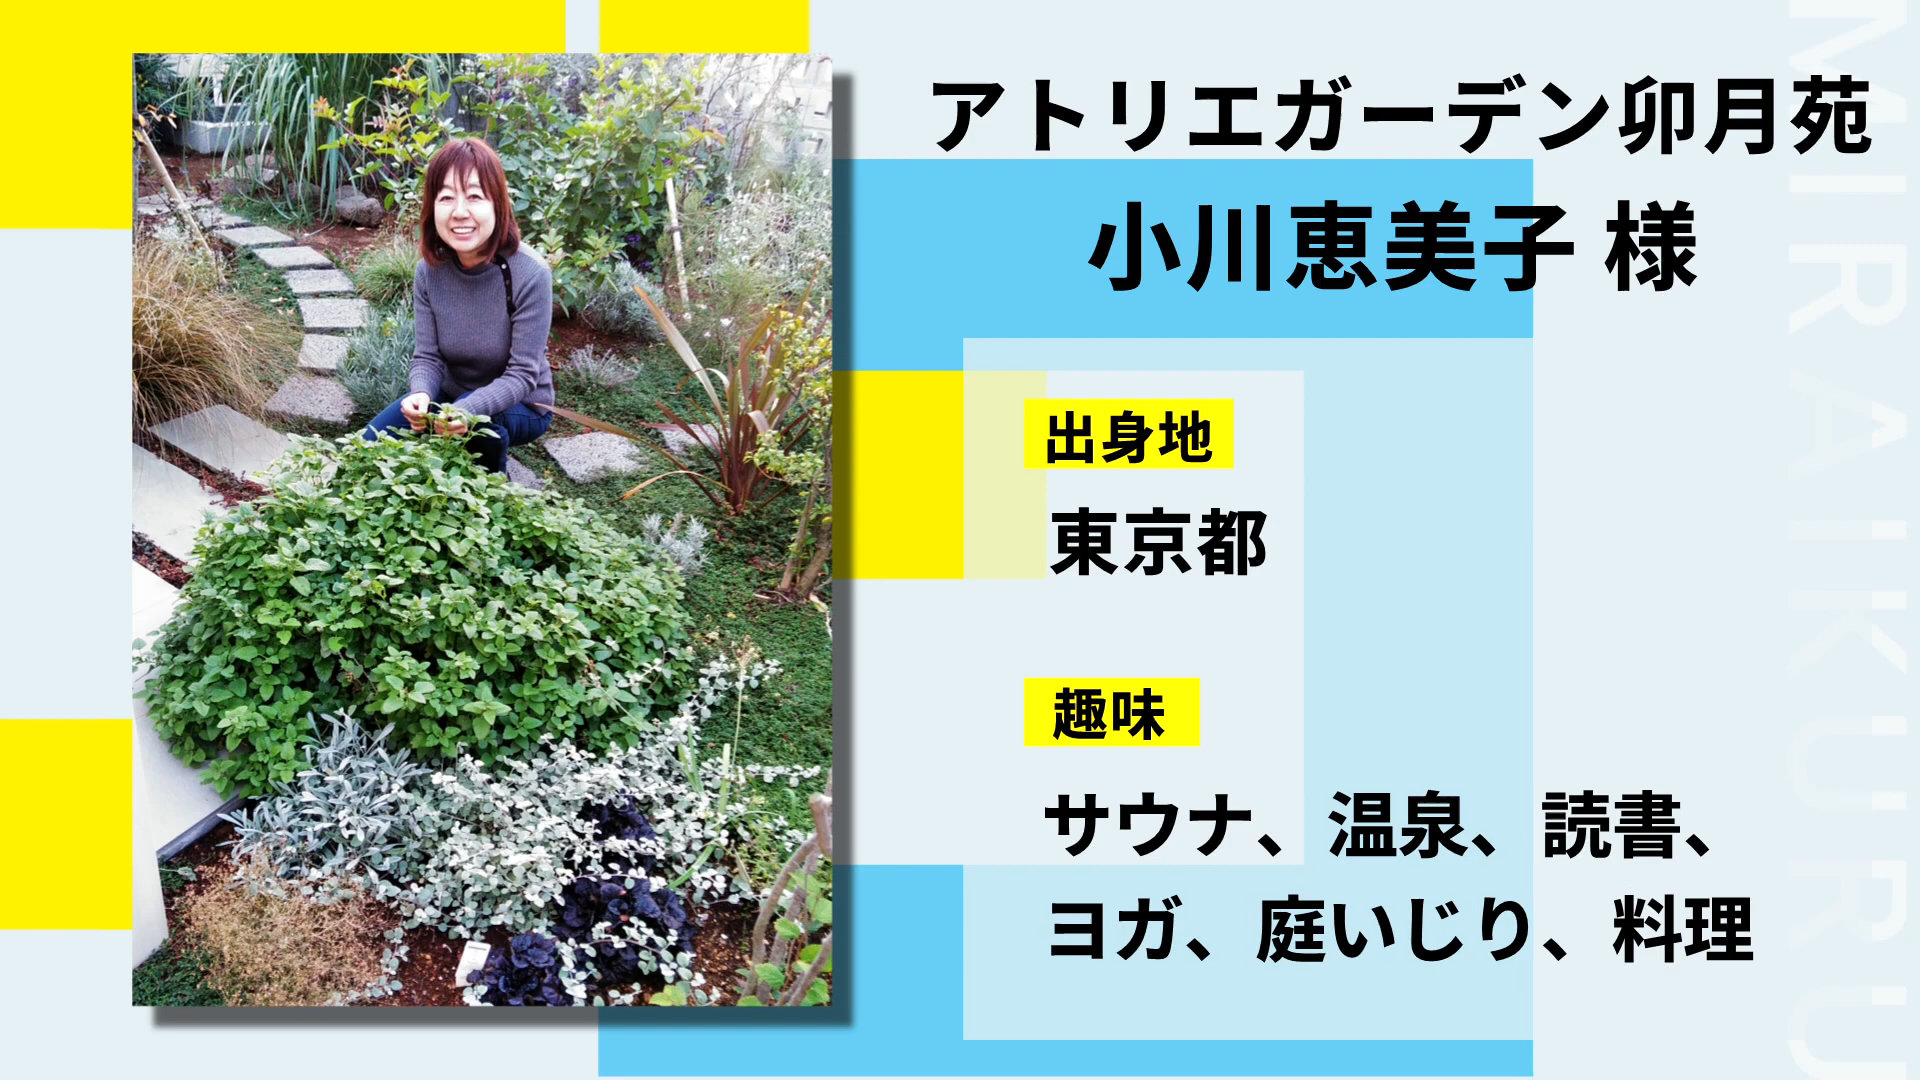 アトリエガーデン卯月苑
小川恵美子 様
出身地
東京都
趣味
サウナ、温泉、読書、
ヨガ、庭いじり、料理
MIRAIKURU